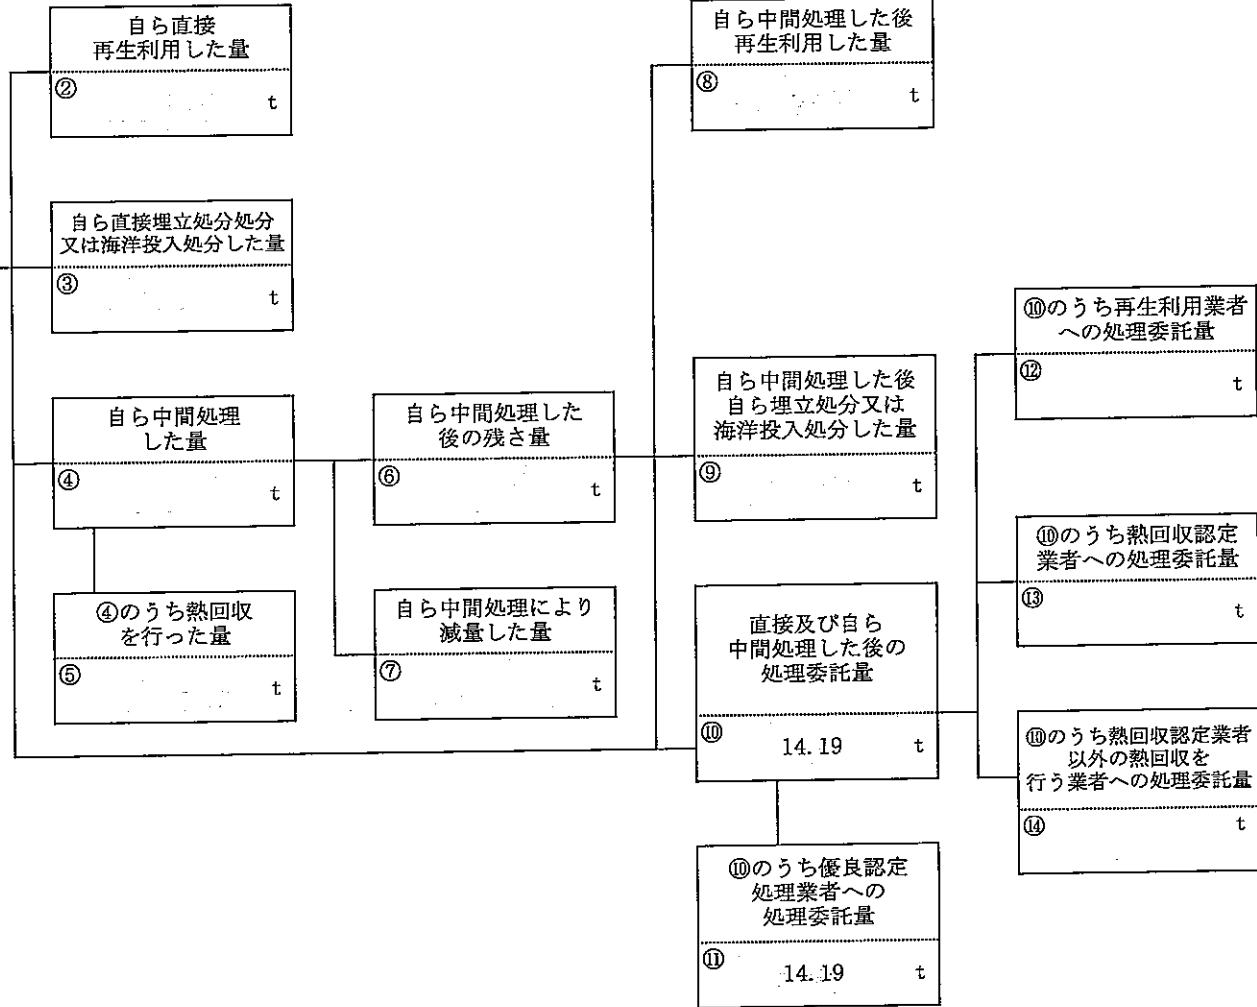 自ら直接
再生利用した量
② t
自ら中間処理した後
再生利用した量
⑧ t
自ら直接埋立処分処分
又は海洋投入処分した量
③ t
⑩のうち再生利用業者
への処理委託量
⑫ t
自ら中間処理
した量
④ t
自ら中間処理した
後の残さ量
⑥ t
自ら中間処理した後
自ら埋立処分又は
海洋投入処分した量
⑨ t
⑩のうち熱回収認定
業者への処理委託量
⑬ t
④のうち熱回収
を行った量
⑤ t
自ら中間処理により
減量した量
⑦ t
直接及び自ら
中間処理した後の
処理委託量
⑩ 14.19 t
⑩のうち熱回収認定業者
以外の熱回収を
行う業者への処理委託量
⑭ t
⑩のうち優良認定
処理業者への
処理委託量
⑪ 14.19 t